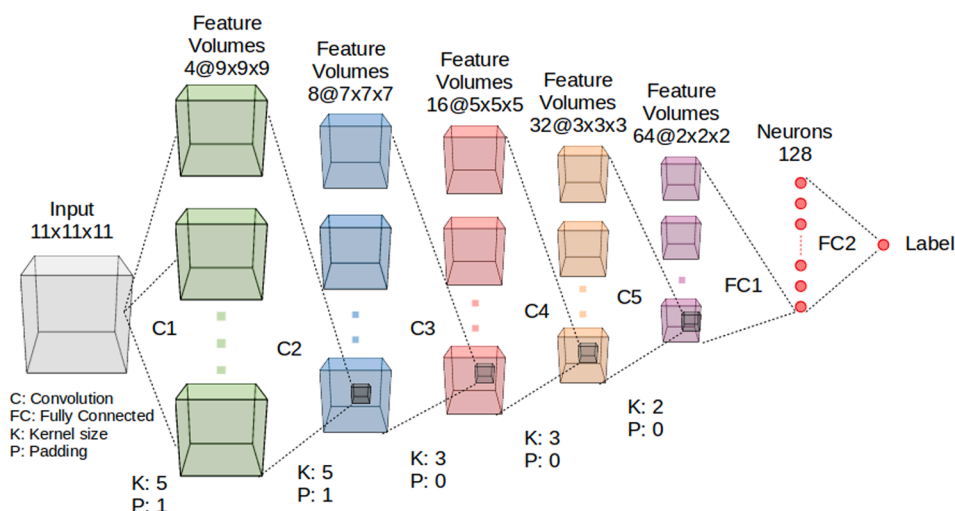 Feature
Volumes
4@9x9x9
Feature
Volumes
8@7x7x7
Feature
Volumes
16@5x5x5
Feature
Volumes
32@3x3x3
Feature
Volumes
64@2x2x2
Neurons
128
Input
11x11x11
C1
C2
C3
C4
C5
FC1
FC2
Label
C: Convolution
FC: Fully Connected
K: Kernel size
P: Padding
K: 5
P: 1
K: 5
P: 1
K: 3
P: 0
K: 3
P: 0
K: 2
P: 0